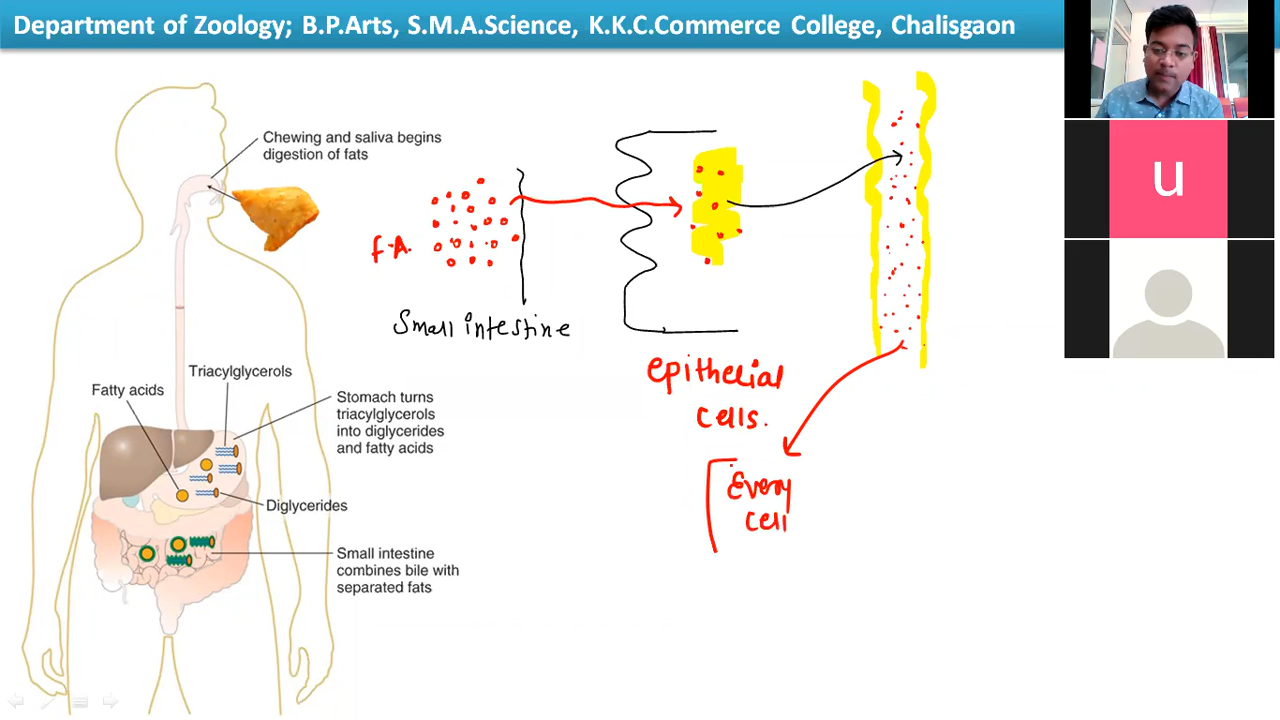 Department of Zoology; B.P.Arts, S.M.A.Science, K.K.C.Commerce College, Chalisgaon
Chewing and saliva begins
digestion of fats
F.A.
Small intestine
Triacylglycerols
Fatty acids
Stomach turns
triacylglycerols
into diglycerides
and fatty acids
Diglycerides
Small intestine
combines bile with
separated fats
epithelial
cells.
Every
cell
u